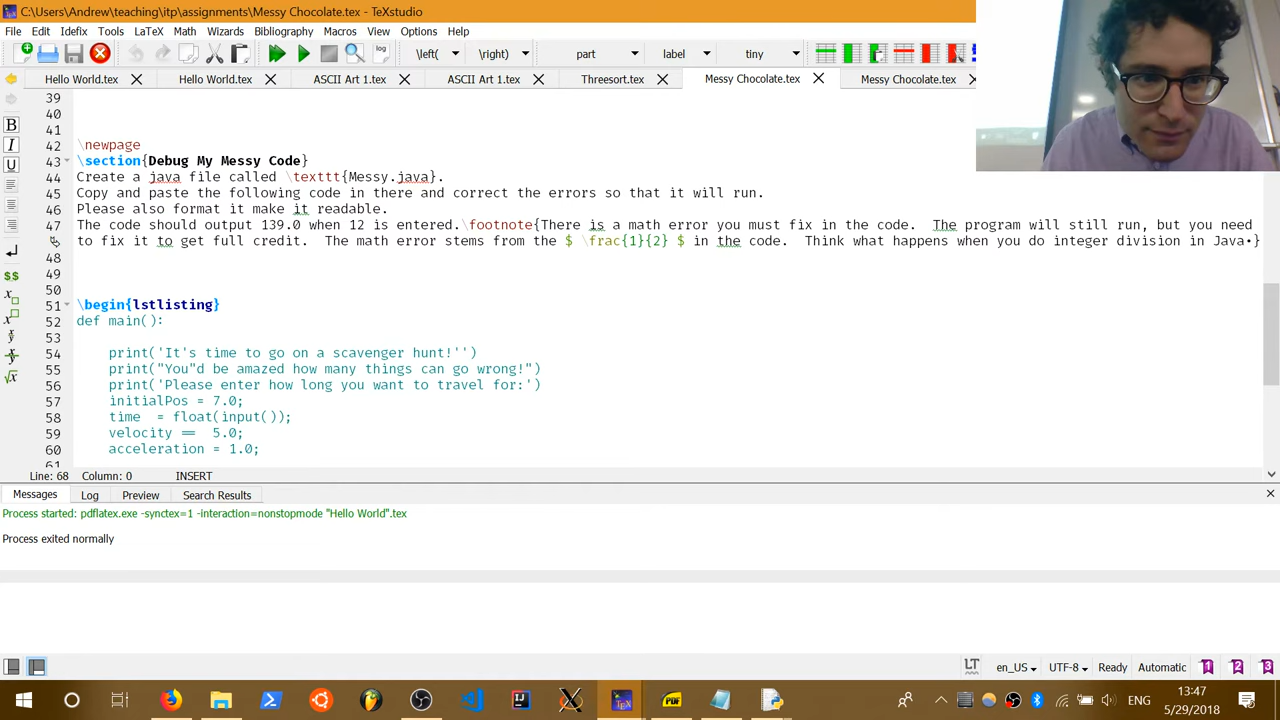 C:\Users\Andrew\teaching\itp\assignments\Messy Chocolate.tex - TeXstudio
File Edit Idefix Tools LaTeX Math Wizards Bibliography Macros View Options Help
log \left( \right) part label tiny
Hello World.tex Hello World.tex ASCII Art 1.tex ASCII Art 1.tex Threesort.tex Messy Chocolate.tex Messy Chocolate.tex
39
40
41
42 \newpage
43 \section{Debug My Messy Code}
44 Create a java file called \texttt{Messy.java}.
45 Copy and paste the following code in there and correct the errors so that it will run.
46 Please also format it make it readable.
47 The code should output 139.0 when 12 is entered.\footnote{There is a math error you must fix in the code.  The program will still run, but you need
to fix it to get full credit.  The math error stems from the $ \frac{1}{2} $ in the code.  Think what happens when you do integer division in Java.}
48
49
50
51 \begin{lstlisting}
52 def main():
53
54 print('It's time to go on a scavenger hunt!'')
55 print("You"d be amazed how many things can go wrong!")
56 print('Please enter how long you want to travel for:')
57 initialPos = 7.0;
58 time  = float(input());
59 velocity ==  5.0;
60 acceleration = 1.0;
61
Line: 68 Column: 0 INSERT
Messages Log Preview Search Results
Process started: pdflatex.exe -synctex=1 -interaction=nonstopmode "Hello World".tex
Process exited normally
LT en_US UTF-8 Ready Automatic 1 2 3
ENG 13:47
5/29/2018